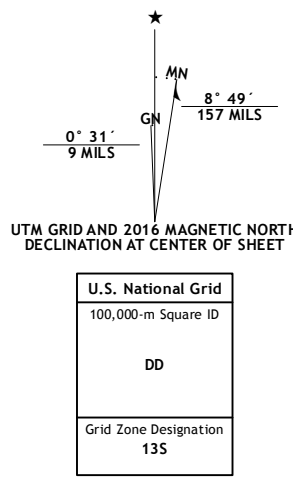 MN
GN
8° 49´
157 MILS
0° 31´
9 MILS
UTM GRID AND 2016 MAGNETIC NORTH
DECLINATION AT CENTER OF SHEET
U.S. National Grid
100,000-m Square ID
DD
Grid Zone Designation
13S